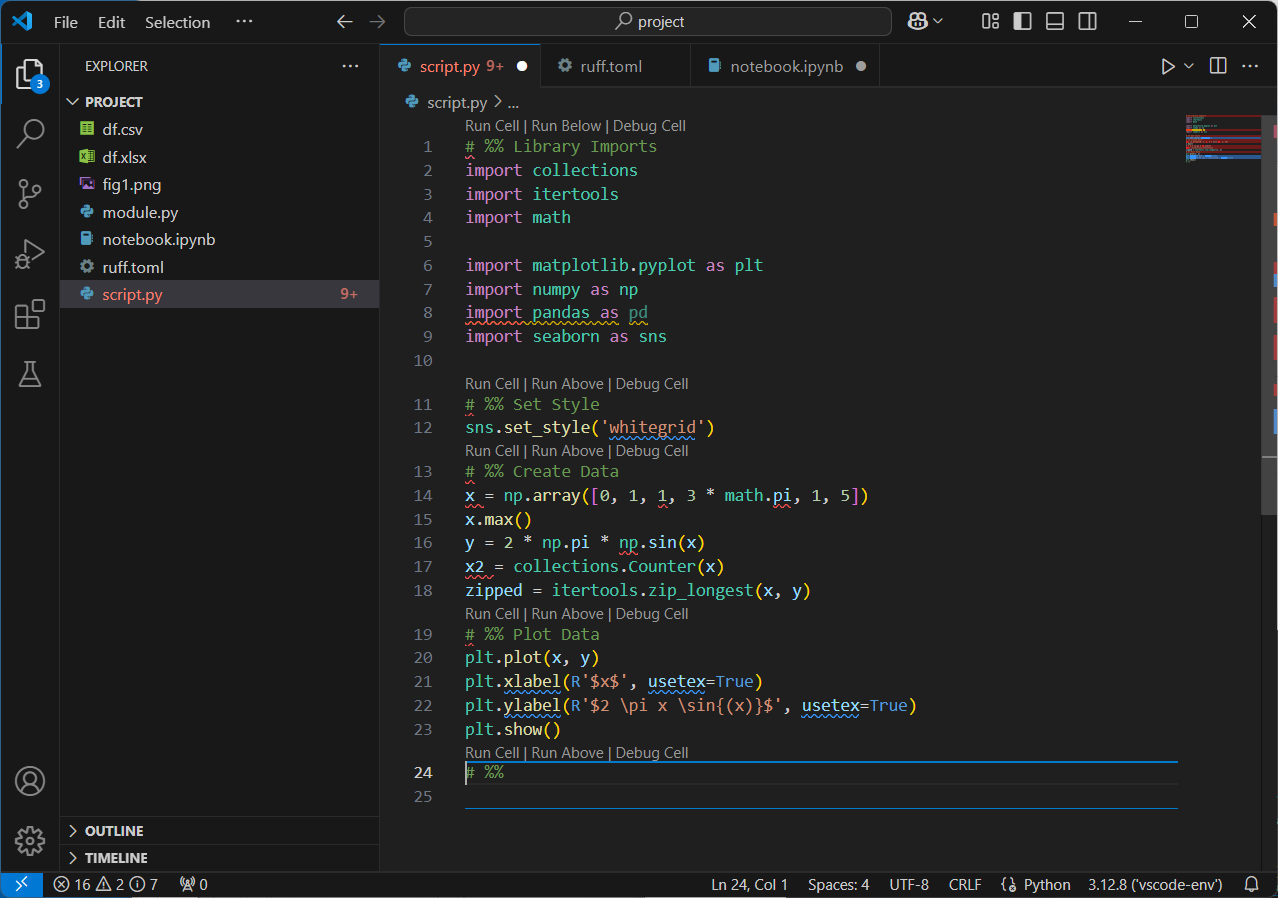 File Edit Selection ··· project
EXPLORER ···
script.py 9+ ruff.toml notebook.ipynb ···
PROJECT
df.csv
df.xlsx
fig1.png
module.py
notebook.ipynb
ruff.toml
script.py 9+
OUTLINE
TIMELINE
3
script.py > ...
Run Cell | Run Below | Debug Cell
1 # %% Library Imports
2 import collections
3 import itertools
4 import math
5
6 import matplotlib.pyplot as plt
7 import numpy as np
8 import pandas as pd
9 import seaborn as sns
10
Run Cell | Run Above | Debug Cell
11 # %% Set Style
12 sns.set_style('whitegrid')
Run Cell | Run Above | Debug Cell
13 # %% Create Data
14 x = np.array([0, 1, 1, 3 * math.pi, 1, 5])
15 x.max()
16 y = 2 * np.pi * np.sin(x)
17 x2 = collections.Counter(x)
18 zipped = itertools.zip_longest(x, y)
Run Cell | Run Above | Debug Cell
19 # %% Plot Data
20 plt.plot(x, y)
21 plt.xlabel(R'$x$', usetex=True)
22 plt.ylabel(R'$2 \pi x \sin{(x)}$', usetex=True)
23 plt.show()
Run Cell | Run Above | Debug Cell
24 # %%
25
16 2 7 0 Ln 24, Col 1 Spaces: 4 UTF-8 CRLF Python 3.12.8 ('vscode-env')